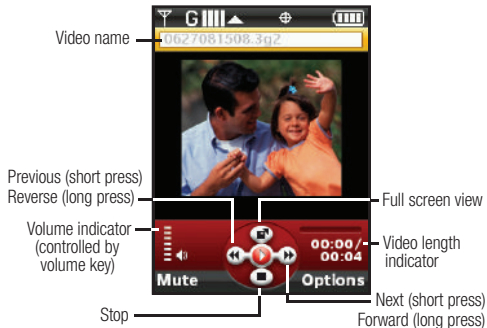 G
Video name
0627081508.3g2
Previous (short press)
Reverse (long press)
Full screen view
Volume indicator
(controlled by
volume key)
00:00/
00:04
Video length
indicator
Mute
Options
Stop
Next (short press)
Forward (long press)